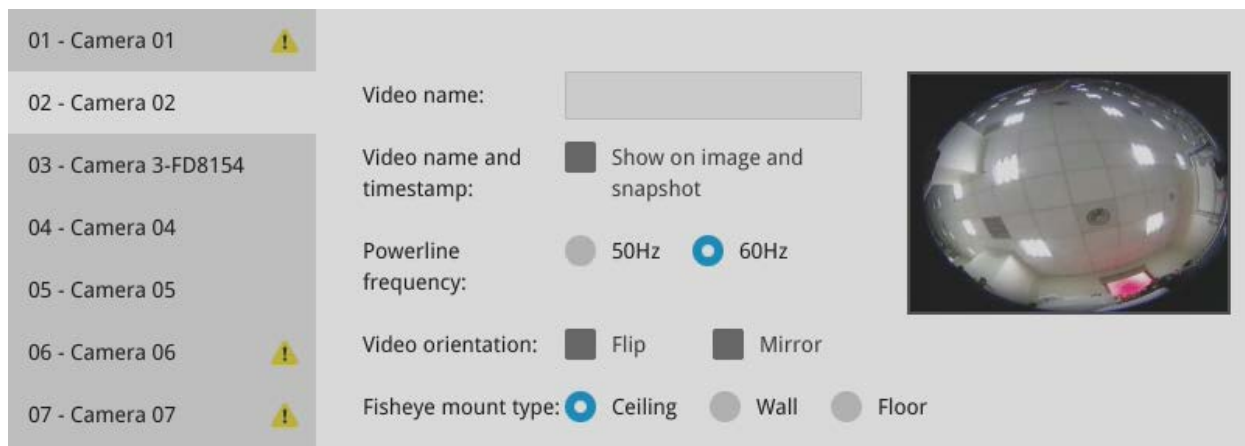 01 - Camera 01
02 - Camera 02
03 - Camera 3-FD8154
04 - Camera 04
05 - Camera 05
06 - Camera 06
07 - Camera 07
Video name:
Video name and
timestamp:
Show on image and
snapshot
Powerline
frequency:
50Hz
60Hz
Video orientation:
Flip
Mirror
Fisheye mount type:
Ceiling
Wall
Floor